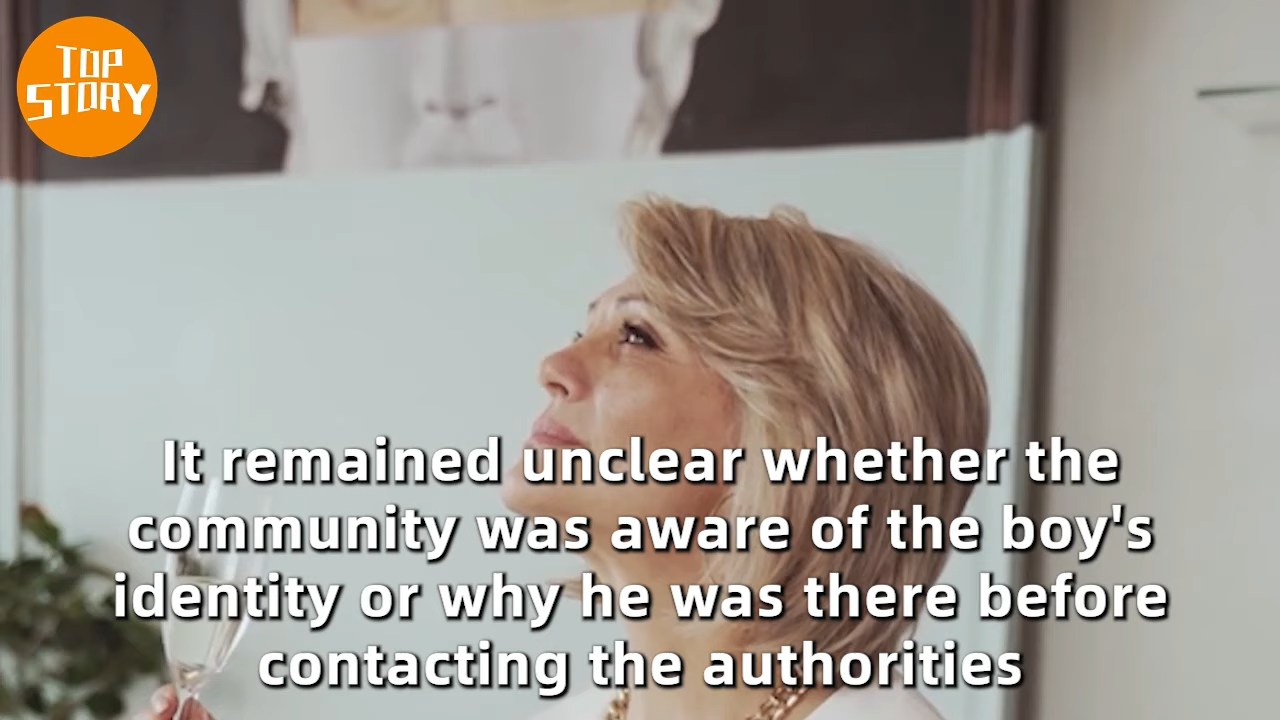 TOP
STORY
It remained unclear whether the
community was aware of the boy's
identity or why he was there before
contacting the authorities